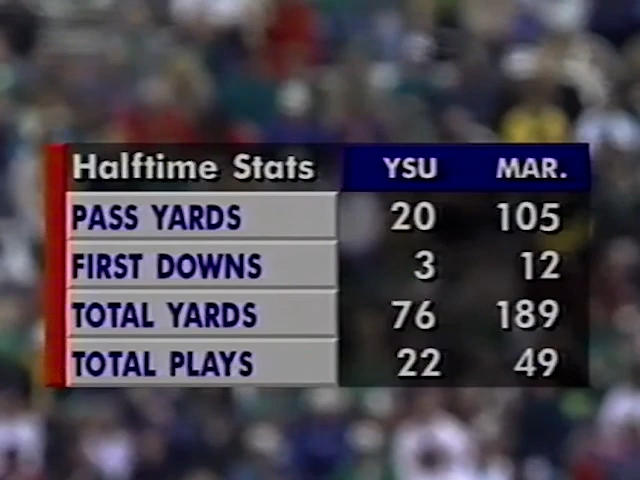 Halftime Stats YSU MAR.
PASS YARDS 20 105
FIRST DOWNS 3 12
TOTAL YARDS 76 189
TOTAL PLAYS 22 49